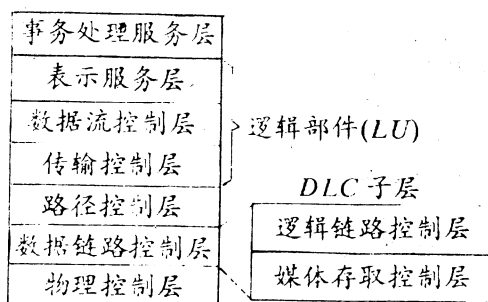 事务处理服务层
表示服务层
数据流控制层
传输控制层
路径控制层
数据链路控制层
物理控制层
逻辑部件(LU)
DLC子层
逻辑链路控制层
媒体存取控制层